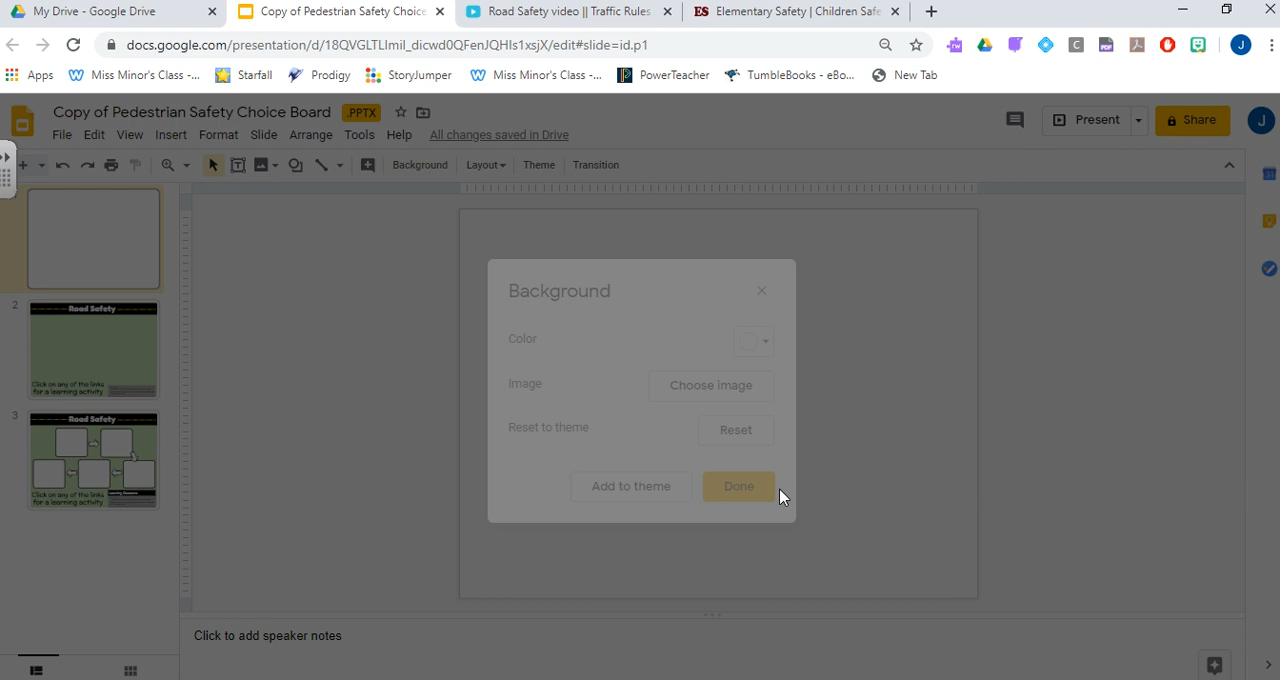 My Drive - Google Drive
Copy of Pedestrian Safety Choice
Road Safety video || Traffic Rules
ES Elementary Safety | Children Safe
docs.google.com/presentation/d/18QVGLTLImiI_dicwd0QFenJQHIs1xsjX/edit#slide=id.p1
J
Apps
Miss Minor's Class -...
Starfall
Prodigy
StoryJumper
Miss Minor's Class -...
PowerTeacher
TumbleBooks - eBo...
New Tab
Copy of Pedestrian Safety Choice Board .PPTX
File Edit View Insert Format Slide Arrange Tools Help All changes saved in Drive
Present
Share
J
Background Layout Theme Transition
Background
Color
Image Choose image
Reset to theme Reset
Add to theme Done
2
Road Safety
Click on any of the links
for a learning activity
3
Road Safety
Click on any of the links
for a learning activity
Click to add speaker notes